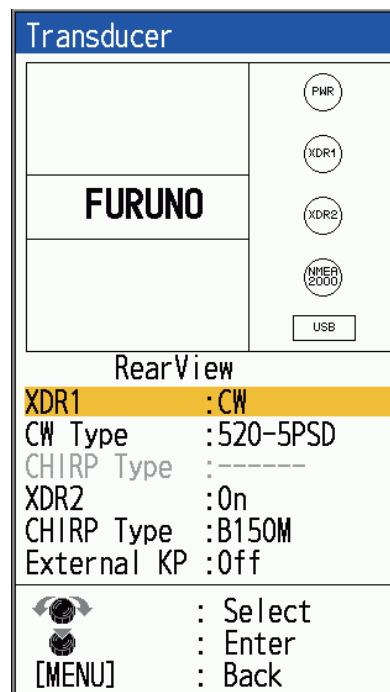 Transducer
PWR
XDR1
FURUNO
XDR2
NMEA
2000
USB
RearView
XDR1 :CW
CW Type :520-5PSD
CHIRP Type :------
XDR2 :On
CHIRP Type :B150M
External KP :Off
: Select
: Enter
[MENU] : Back